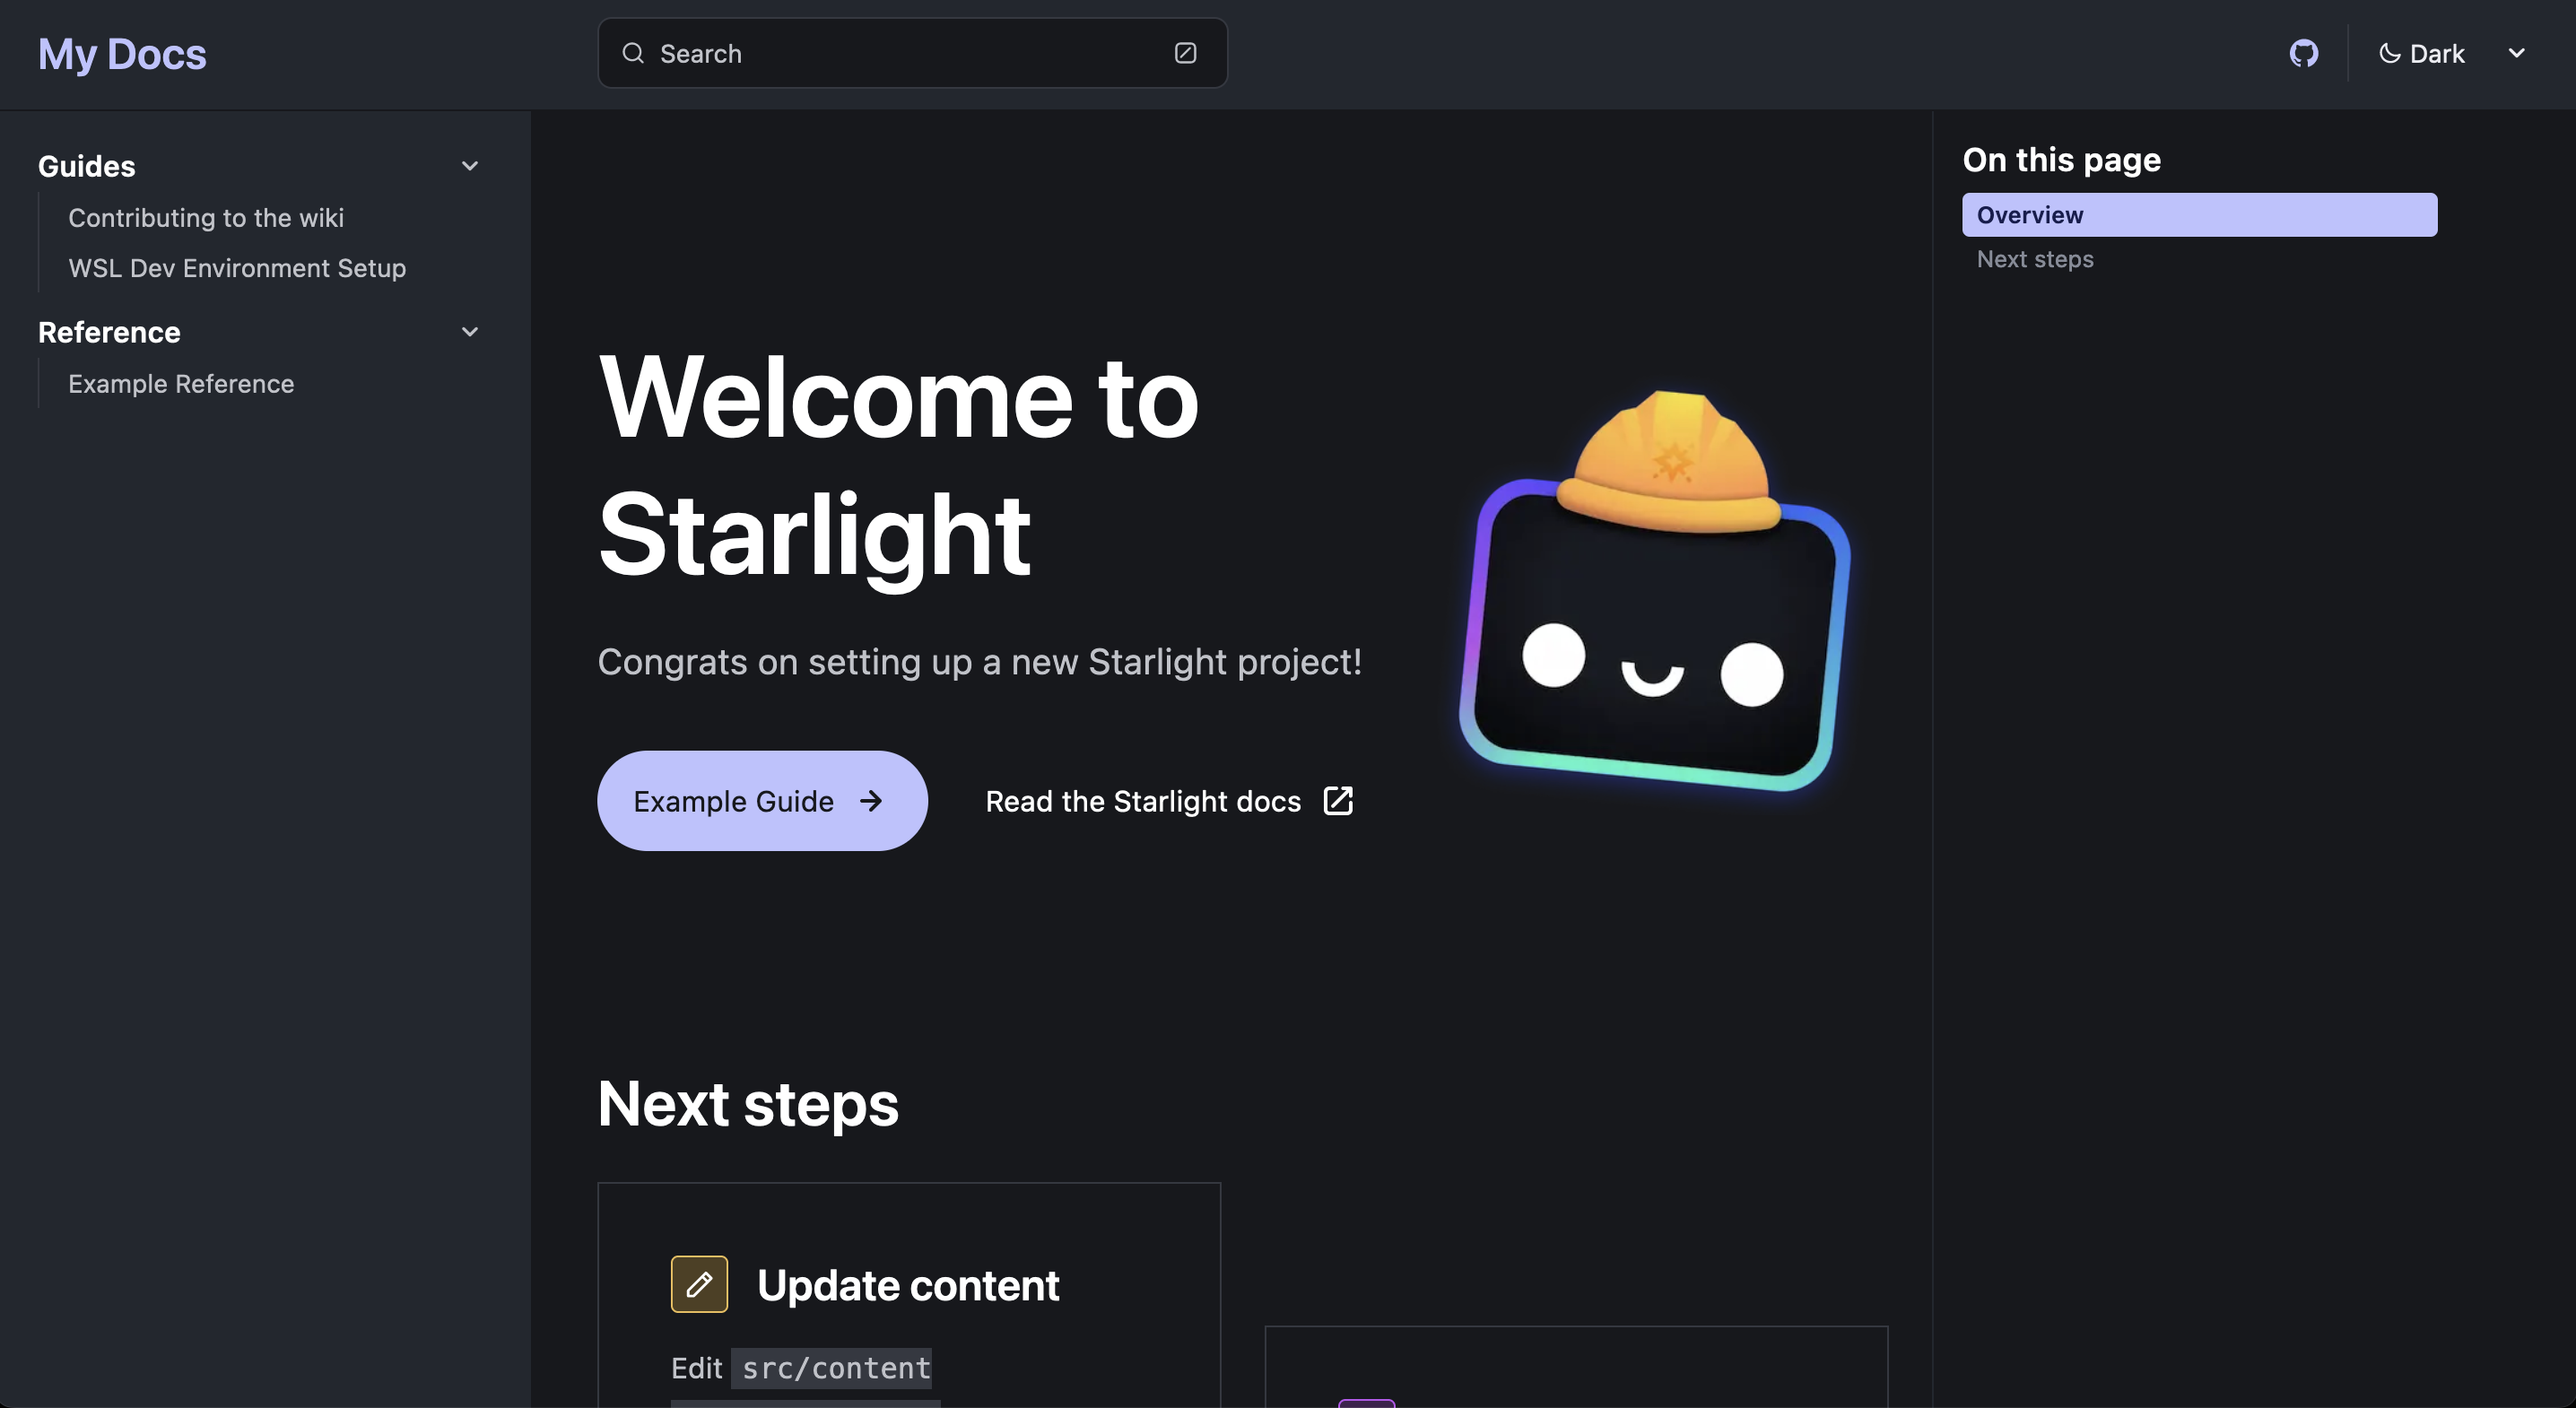 My Docs
Search
Dark
Guides
Contributing to the wiki
WSL Dev Environment Setup
Reference
Example Reference
Welcome to
Starlight
Congrats on setting up a new Starlight project!
Example Guide
Read the Starlight docs
Next steps
Update content
Edit src/content
On this page
Overview
Next steps